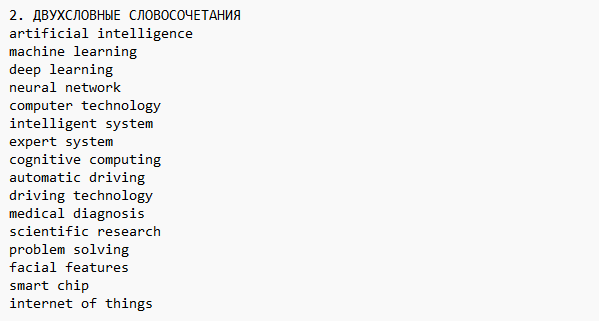 2. ДВУХСЛОВНЫЕ СЛОВОСОЧЕТАНИЯ
artificial intelligence
machine learning
deep learning
neural network
computer technology
intelligent system
expert system
cognitive computing
automatic driving
driving technology
medical diagnosis
scientific research
problem solving
facial features
smart chip
internet of things